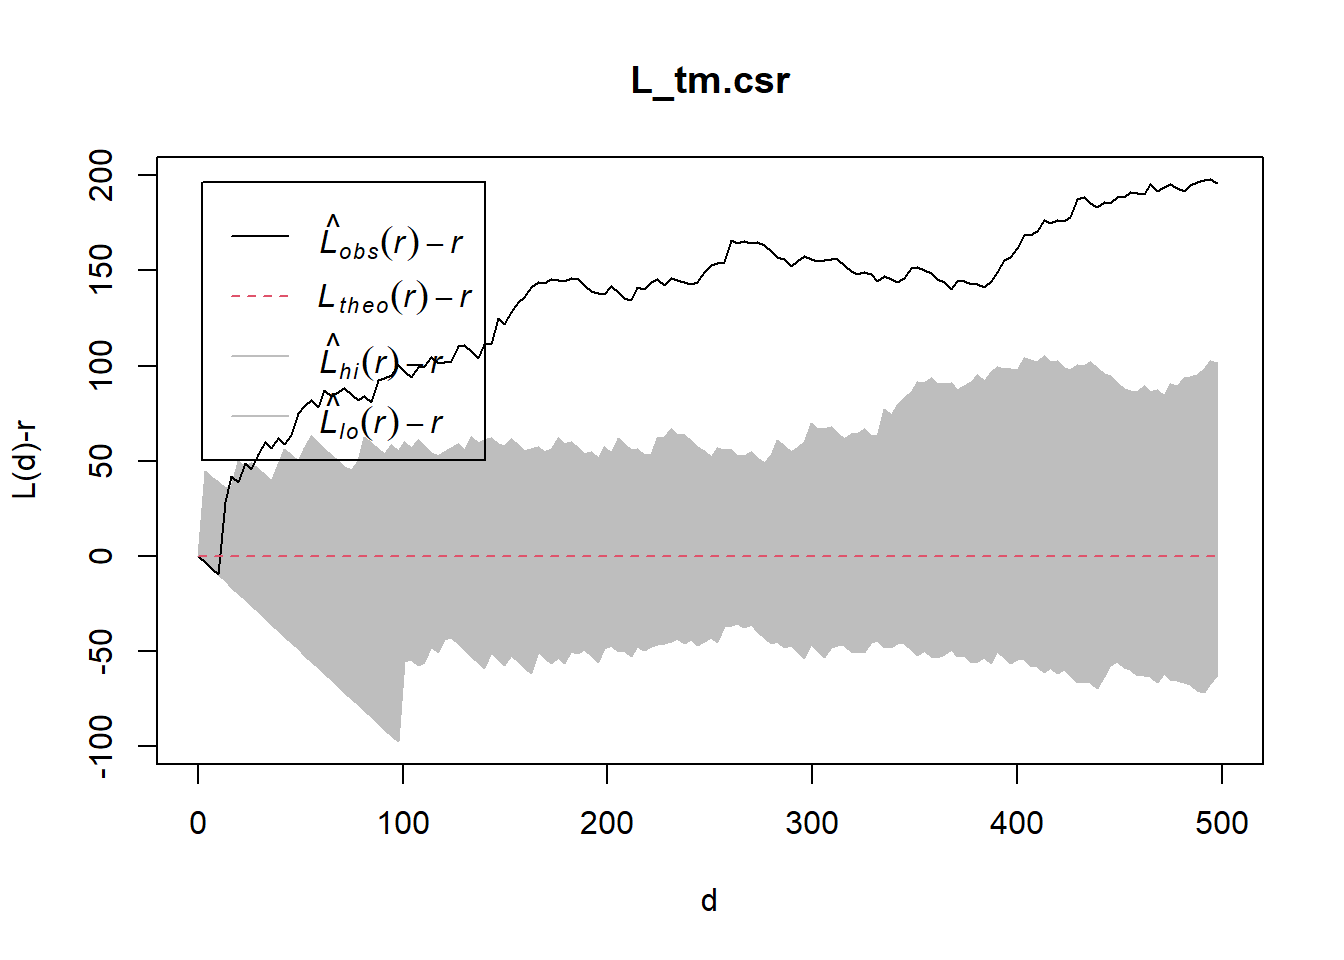 L_tm.csr
200
150
100
50
0
-50
-100
L(d)-r
L̂obs(r) − r
Ltheo(r) − r
L̂hi(r) − r
L̂lo(r) − r
0 100 200 300 400 500
d